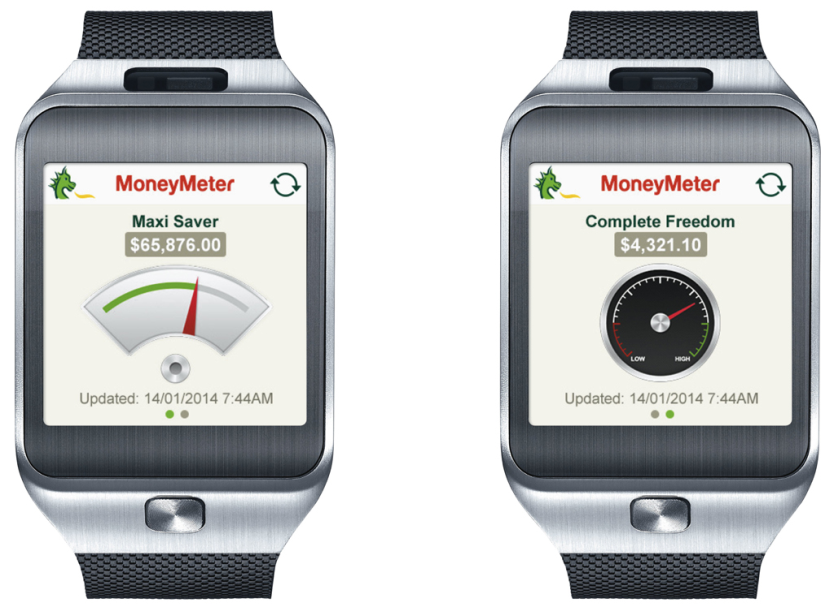 MoneyMeter
Maxi Saver
$65,876.00
Updated: 14/01/2014 7:44AM
MoneyMeter
Complete Freedom
$4,321.10
LOW HIGH
Updated: 14/01/2014 7:44AM